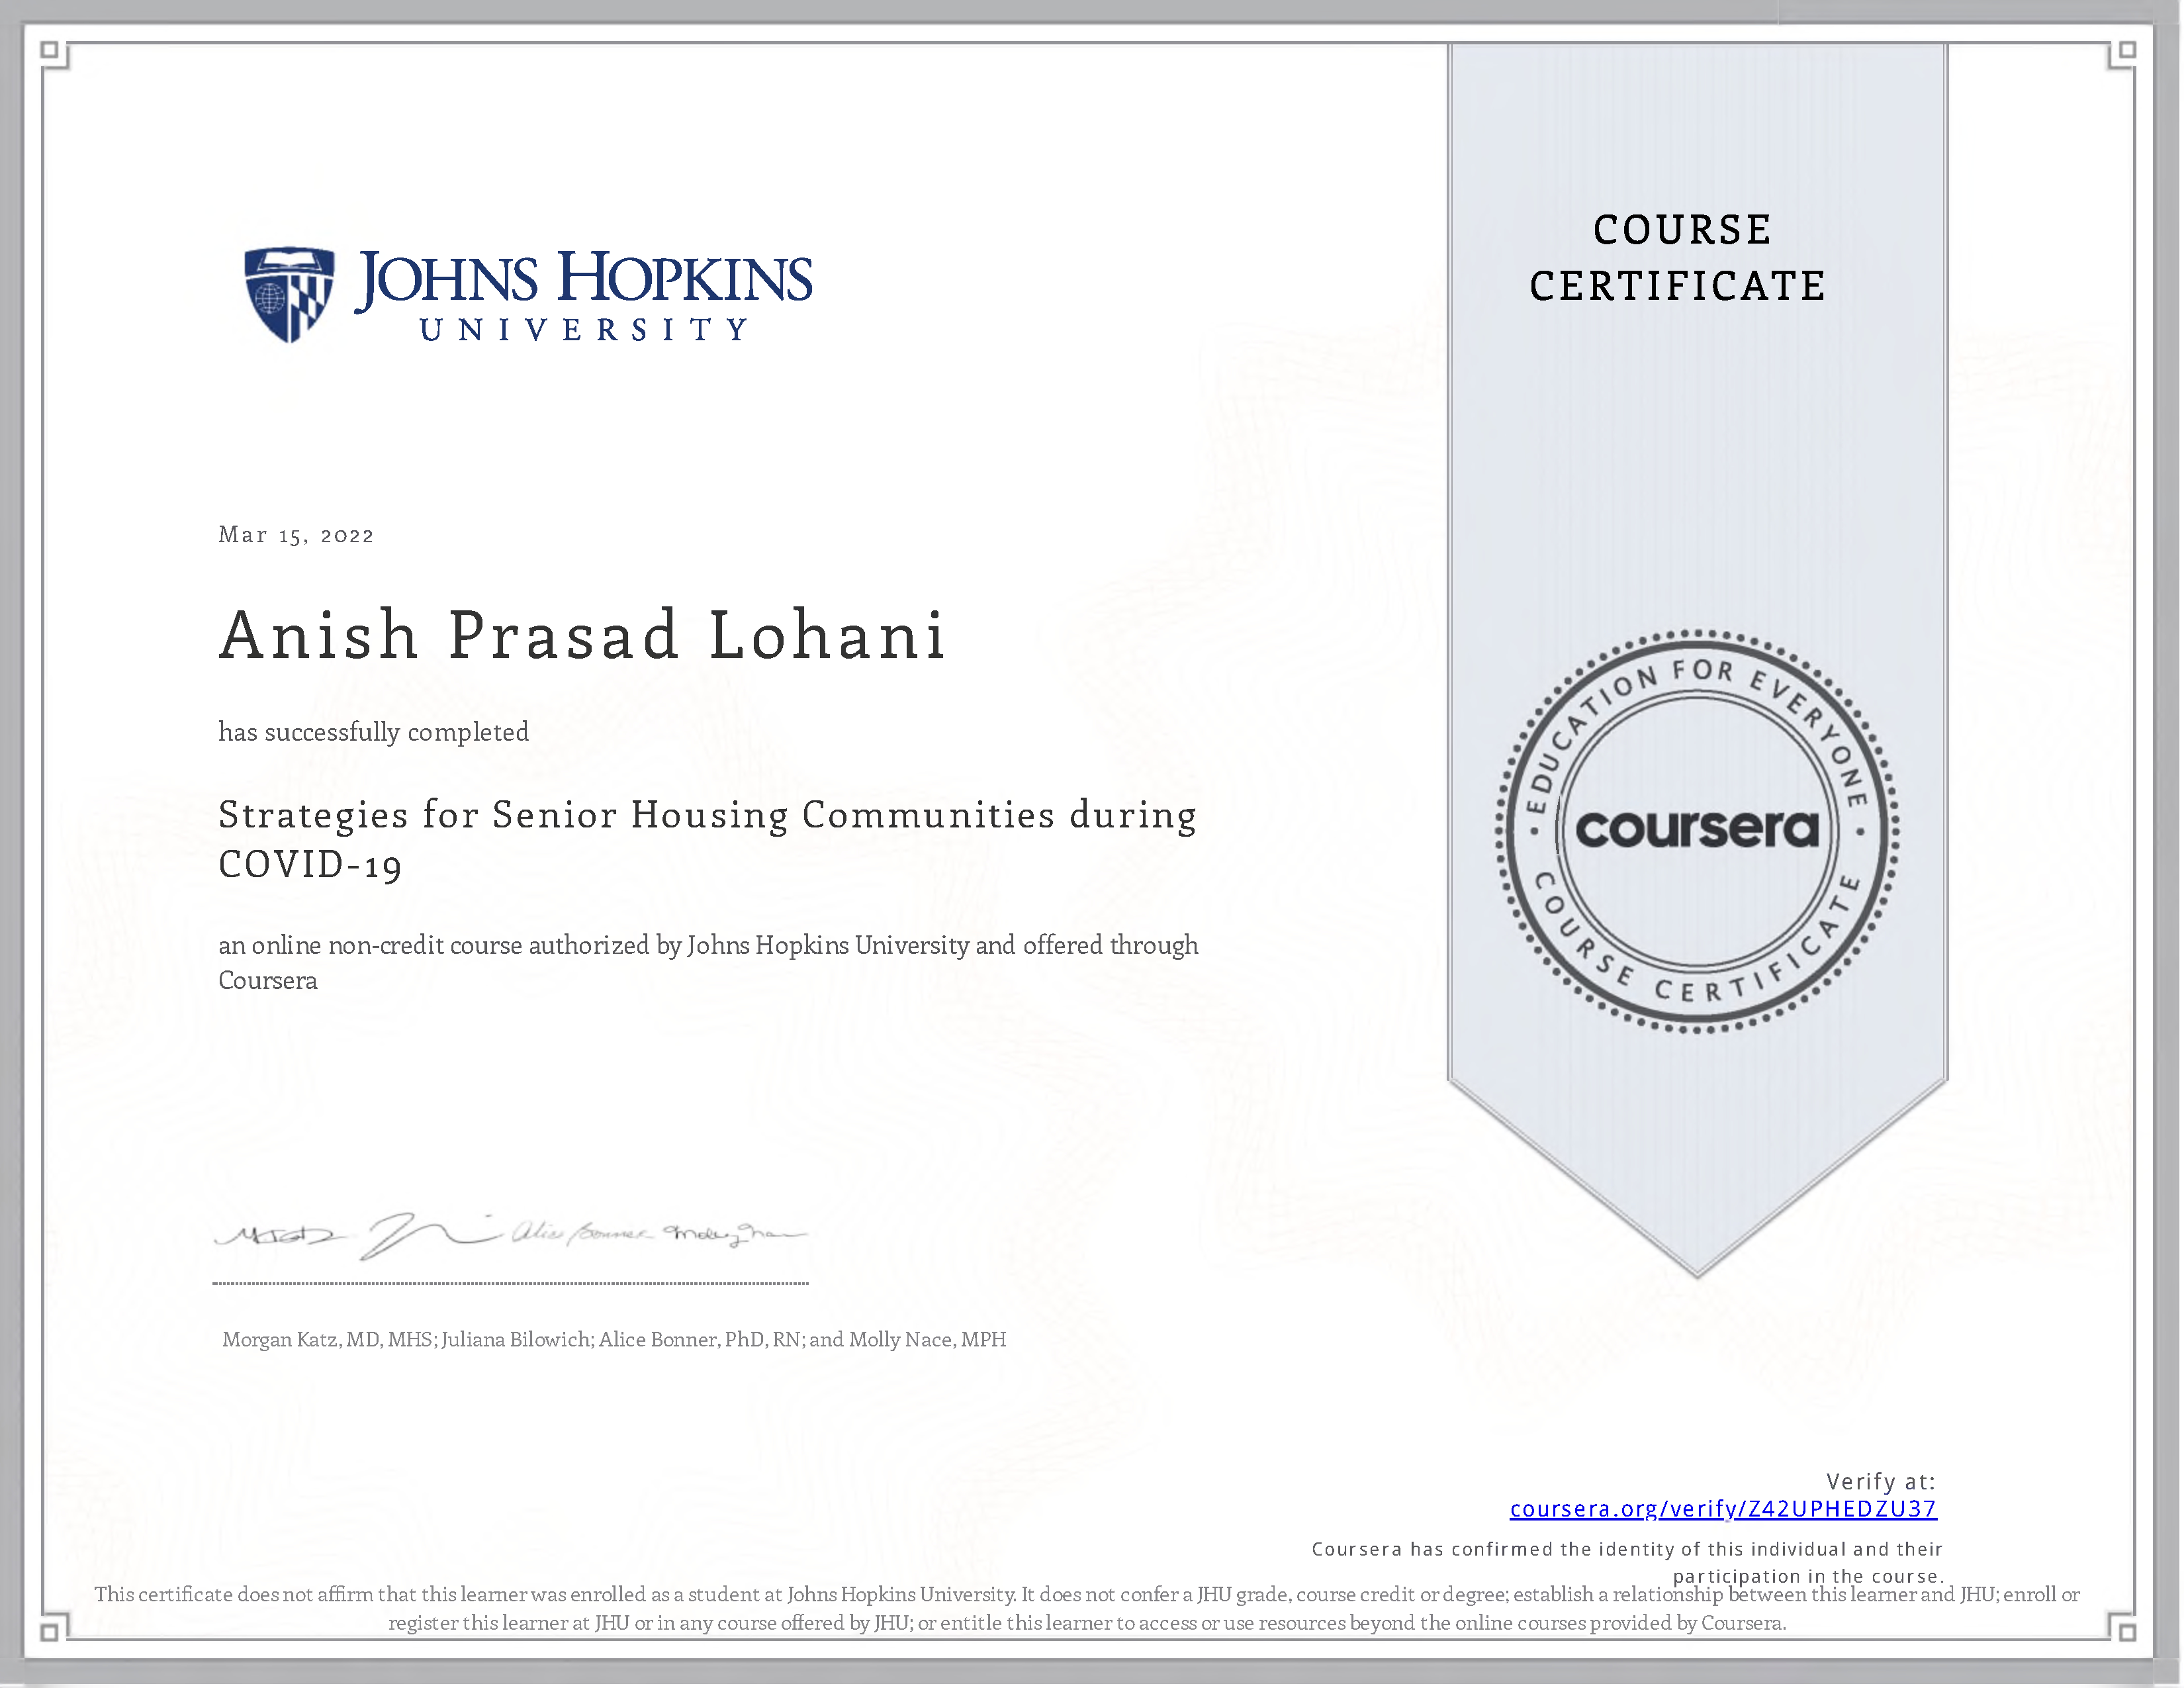 JOHNS HOPKINS
UNIVERSITY
COURSE
CERTIFICATE
Mar 15, 2022
Anish Prasad Lohani
has successfully completed
Strategies for Senior Housing Communities during
COVID-19
an online non-credit course authorized by Johns Hopkins University and offered through
Coursera
• EDUCATION FOR EVERYONE •
coursera
COURSE CERTIFICATE
Alice Bonner
Morgan Katz, MD, MHS; Juliana Bilowich; Alice Bonner, PhD, RN; and Molly Nace, MPH
Verify at:
coursera.org/verify/Z42UPHEDZU37
Coursera has confirmed the identity of this individual and their
participation in the course.
This certificate does not affirm that this learner was enrolled as a student at Johns Hopkins University. It does not confer a JHU grade, course credit or degree; establish a relationship between this learner and JHU; enroll or
register this learner at JHU or in any course offered by JHU; or entitle this learner to access or use resources beyond the online courses provided by Coursera.